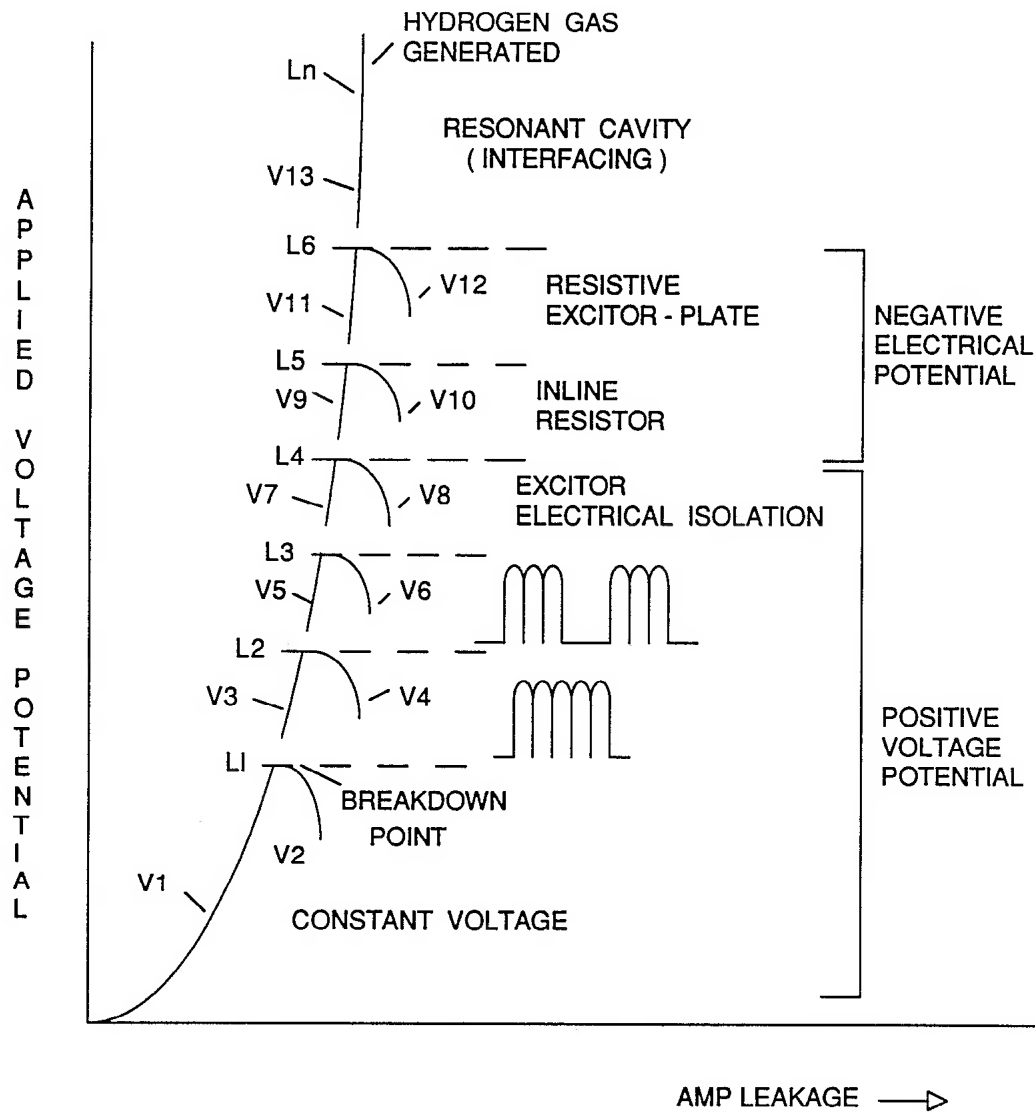 HYDROGEN GAS
GENERATED
Ln
RESONANT CAVITY
( INTERFACING )
V13
L6
V12
RESISTIVE
EXCITOR - PLATE
V11
NEGATIVE
ELECTRICAL
POTENTIAL
L5
V9
V10
INLINE
RESISTOR
L4
V7
V8
EXCITOR
ELECTRICAL ISOLATION
L3
V5
V6
L2
V3
V4
POSITIVE
VOLTAGE
POTENTIAL
LI
BREAKDOWN
POINT
V2
V1
CONSTANT VOLTAGE
APPLIED VOLTAGE POTENTIAL
AMP LEAKAGE